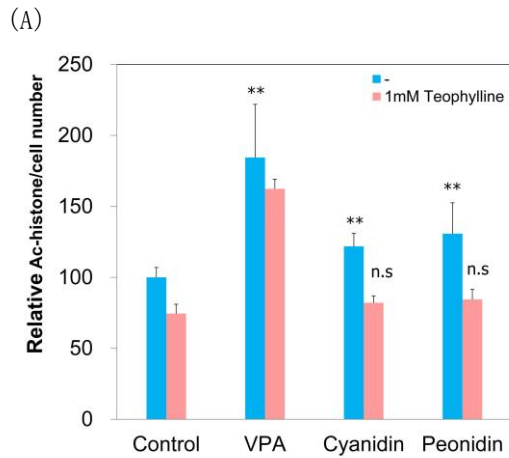 (A)
250
200
150
100
50
0
Relative Ac-histone/cell number
-
1mM Teophylline
**
**
**
n.s
n.s
Control VPA Cyanidin Peonidin